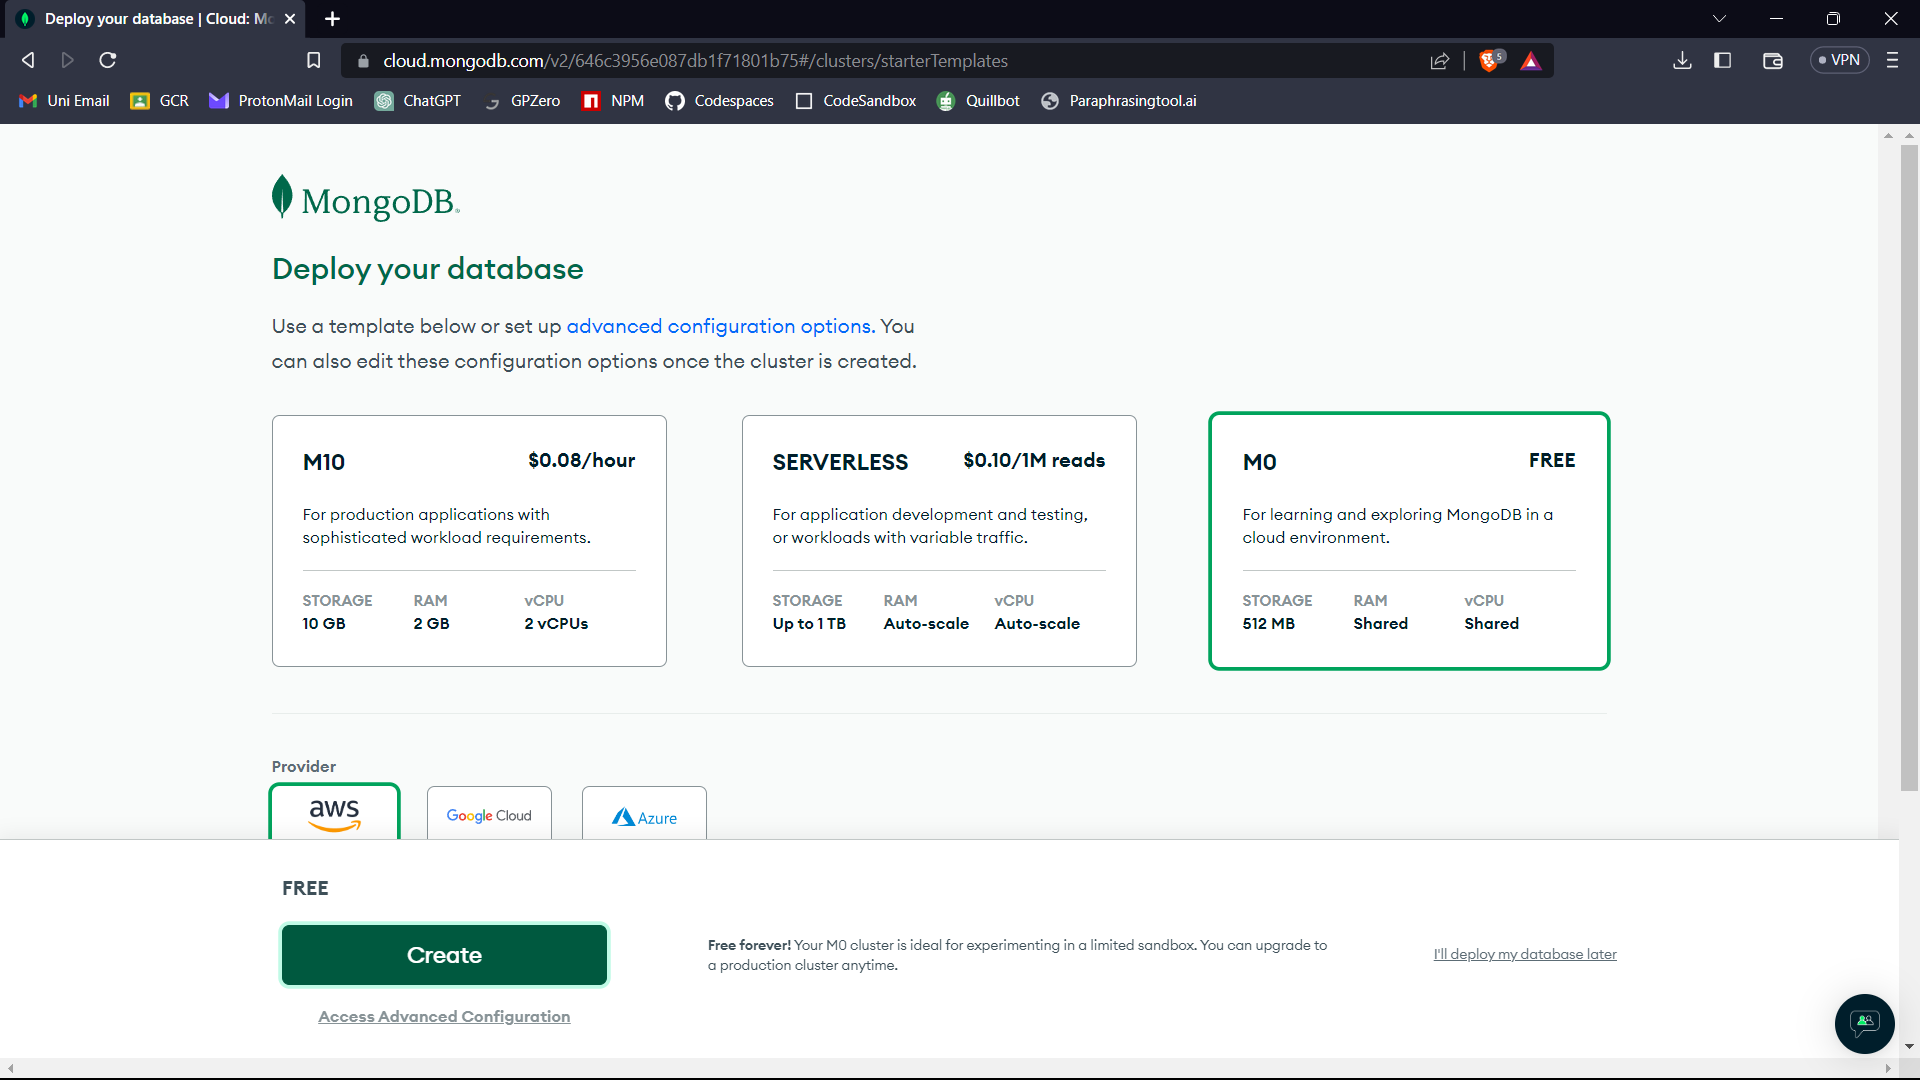 Deploy your database | Cloud: Mo
cloud.mongodb.com/v2/646c3956e087db1f71801b75#/clusters/starterTemplates
5
VPN
Uni Email
GCR
ProtonMail Login
ChatGPT
GPZero
NPM
Codespaces
CodeSandbox
Quillbot
Paraphrasingtool.ai
MongoDB
Deploy your database
Use a template below or set up advanced configuration options. You
can also edit these configuration options once the cluster is created.
M10 $0.08/hour
For production applications with
sophisticated workload requirements.
STORAGE RAM vCPU
10 GB 2 GB 2 vCPUs
SERVERLESS $0.10/1M reads
For application development and testing,
or workloads with variable traffic.
STORAGE RAM vCPU
Up to 1 TB Auto-scale Auto-scale
M0 FREE
For learning and exploring MongoDB in a
cloud environment.
STORAGE RAM vCPU
512 MB Shared Shared
Provider
aws
Google Cloud
Azure
FREE
Create
Access Advanced Configuration
Free forever! Your M0 cluster is ideal for experimenting in a limited sandbox. You can upgrade to
a production cluster anytime.
I'll deploy my database later